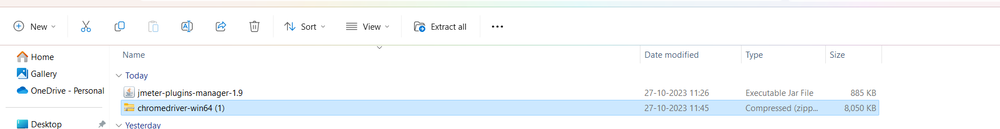 New
Sort
View
Extract all
Home
Gallery
OneDrive - Personal
Desktop
Name Date modified Type Size
Today
jmeter-plugins-manager-1.9 27-10-2023 11:26 Executable Jar File 885 KB
chromedriver-win64 (1) 27-10-2023 11:45 Compressed (zipp... 8,050 KB
Yesterday